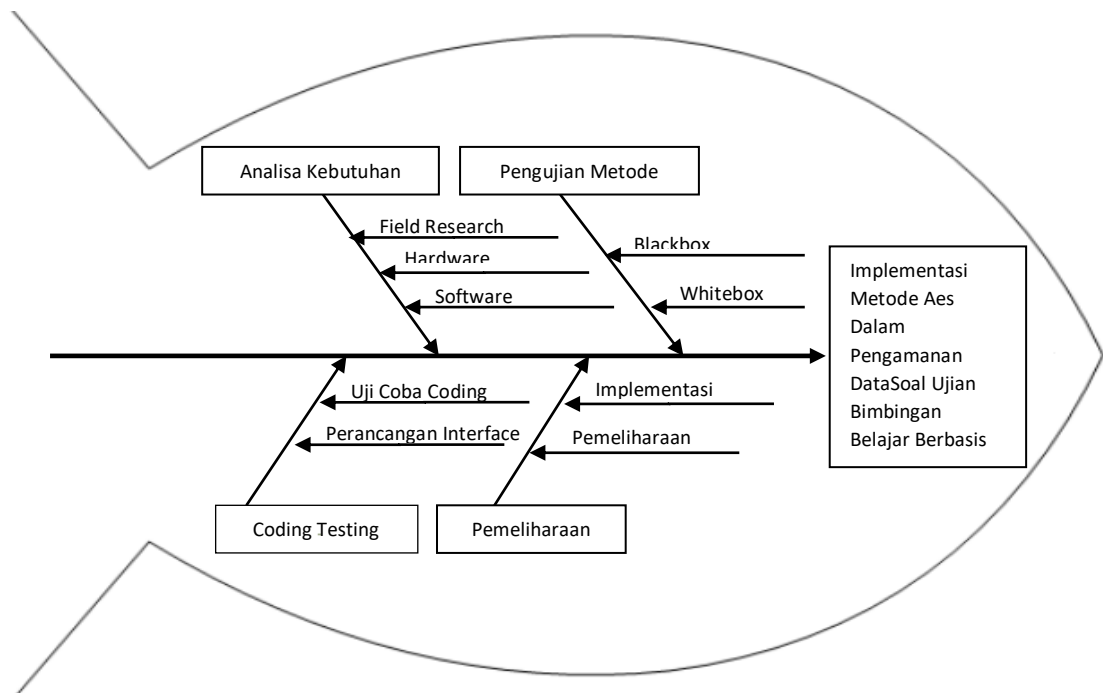 Analisa Kebutuhan
Pengujian Metode
Field Research
Hardware
Software
Blackbox
Whitebox
Implementasi
Metode Aes
Dalam
Pengamanan
DataSoal Ujian
Bimbingan
Belajar Berbasis
Uji Coba Coding
Perancangan Interface
Implementasi
Pemeliharaan
Coding Testing
Pemeliharaan